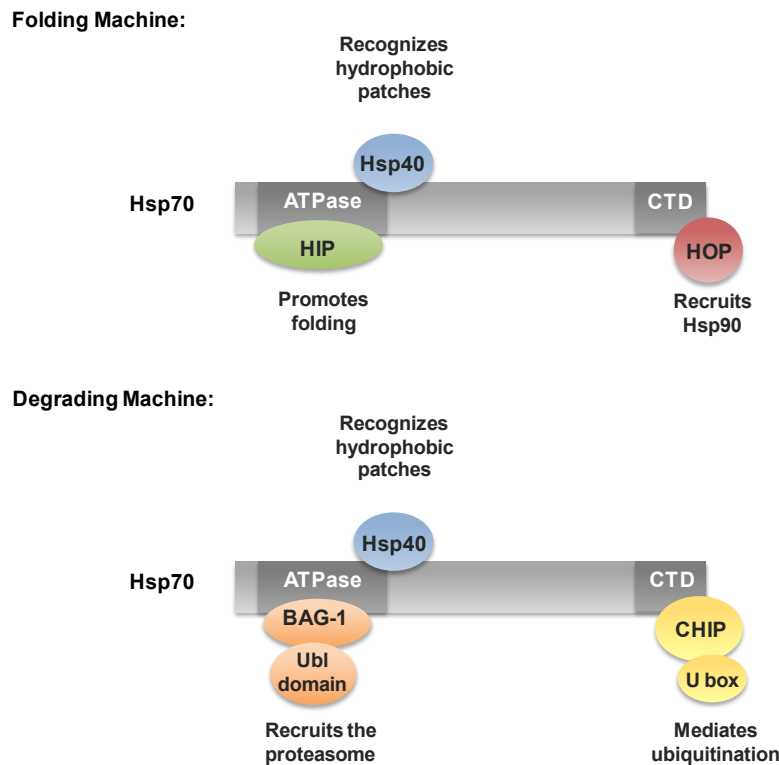 Folding Machine:
Recognizes
hydrophobic
patches
Hsp40
Hsp70
ATPase
CTD
HIP
HOP
Promotes
folding
Recruits
Hsp90
Degrading Machine:
Recognizes
hydrophobic
patches
Hsp40
Hsp70
ATPase
CTD
BAG-1
CHIP
Ubl
domain
U box
Recruits the
proteasome
Mediates
ubiquitination